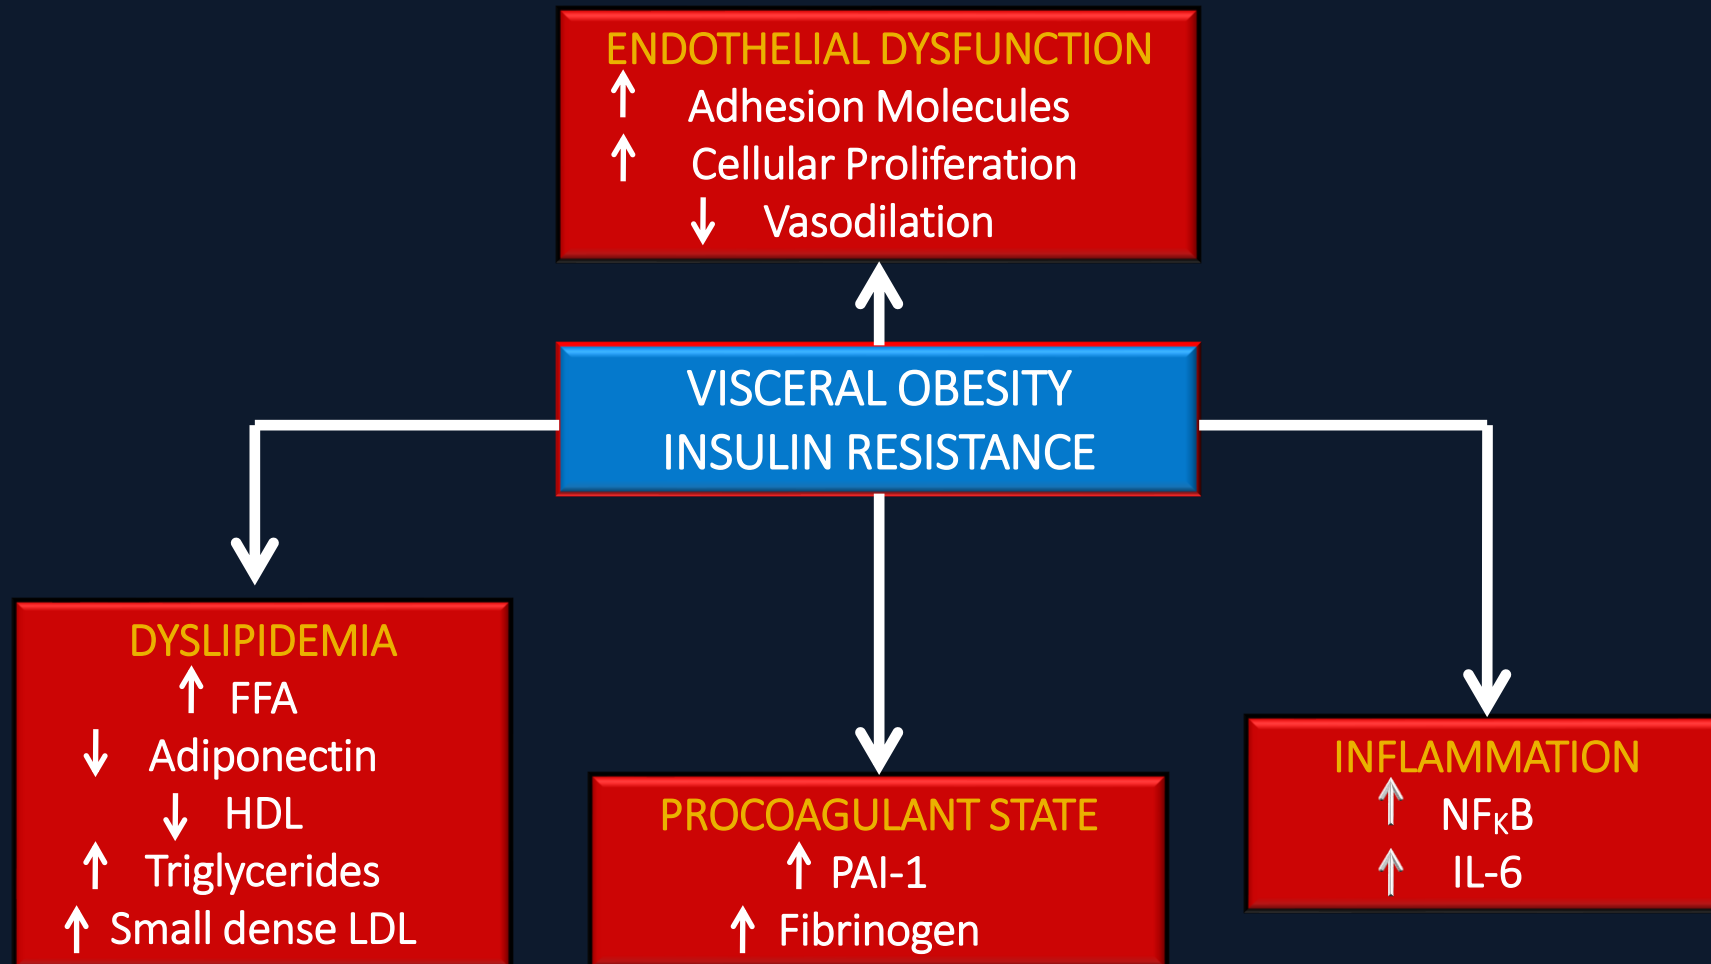 ENDOTHELIAL DYSFUNCTION
↑ Adhesion Molecules
↑ Cellular Proliferation
↓ Vasodilation
VISCERAL OBESITY
INSULIN RESISTANCE
DYSLIPIDEMIA
↑ FFA
↓ Adiponectin
↓ HDL
↑ Triglycerides
↑ Small dense LDL
PROCOAGULANT STATE
↑ PAI-1
↑ Fibrinogen
INFLAMMATION
↑ NFKB
↑ IL-6